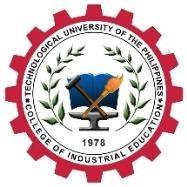 TECHNOLOGICAL UNIVERSITY OF THE PHILIPPINES
1978
COLLEGE OF INDUSTRIAL EDUCATION